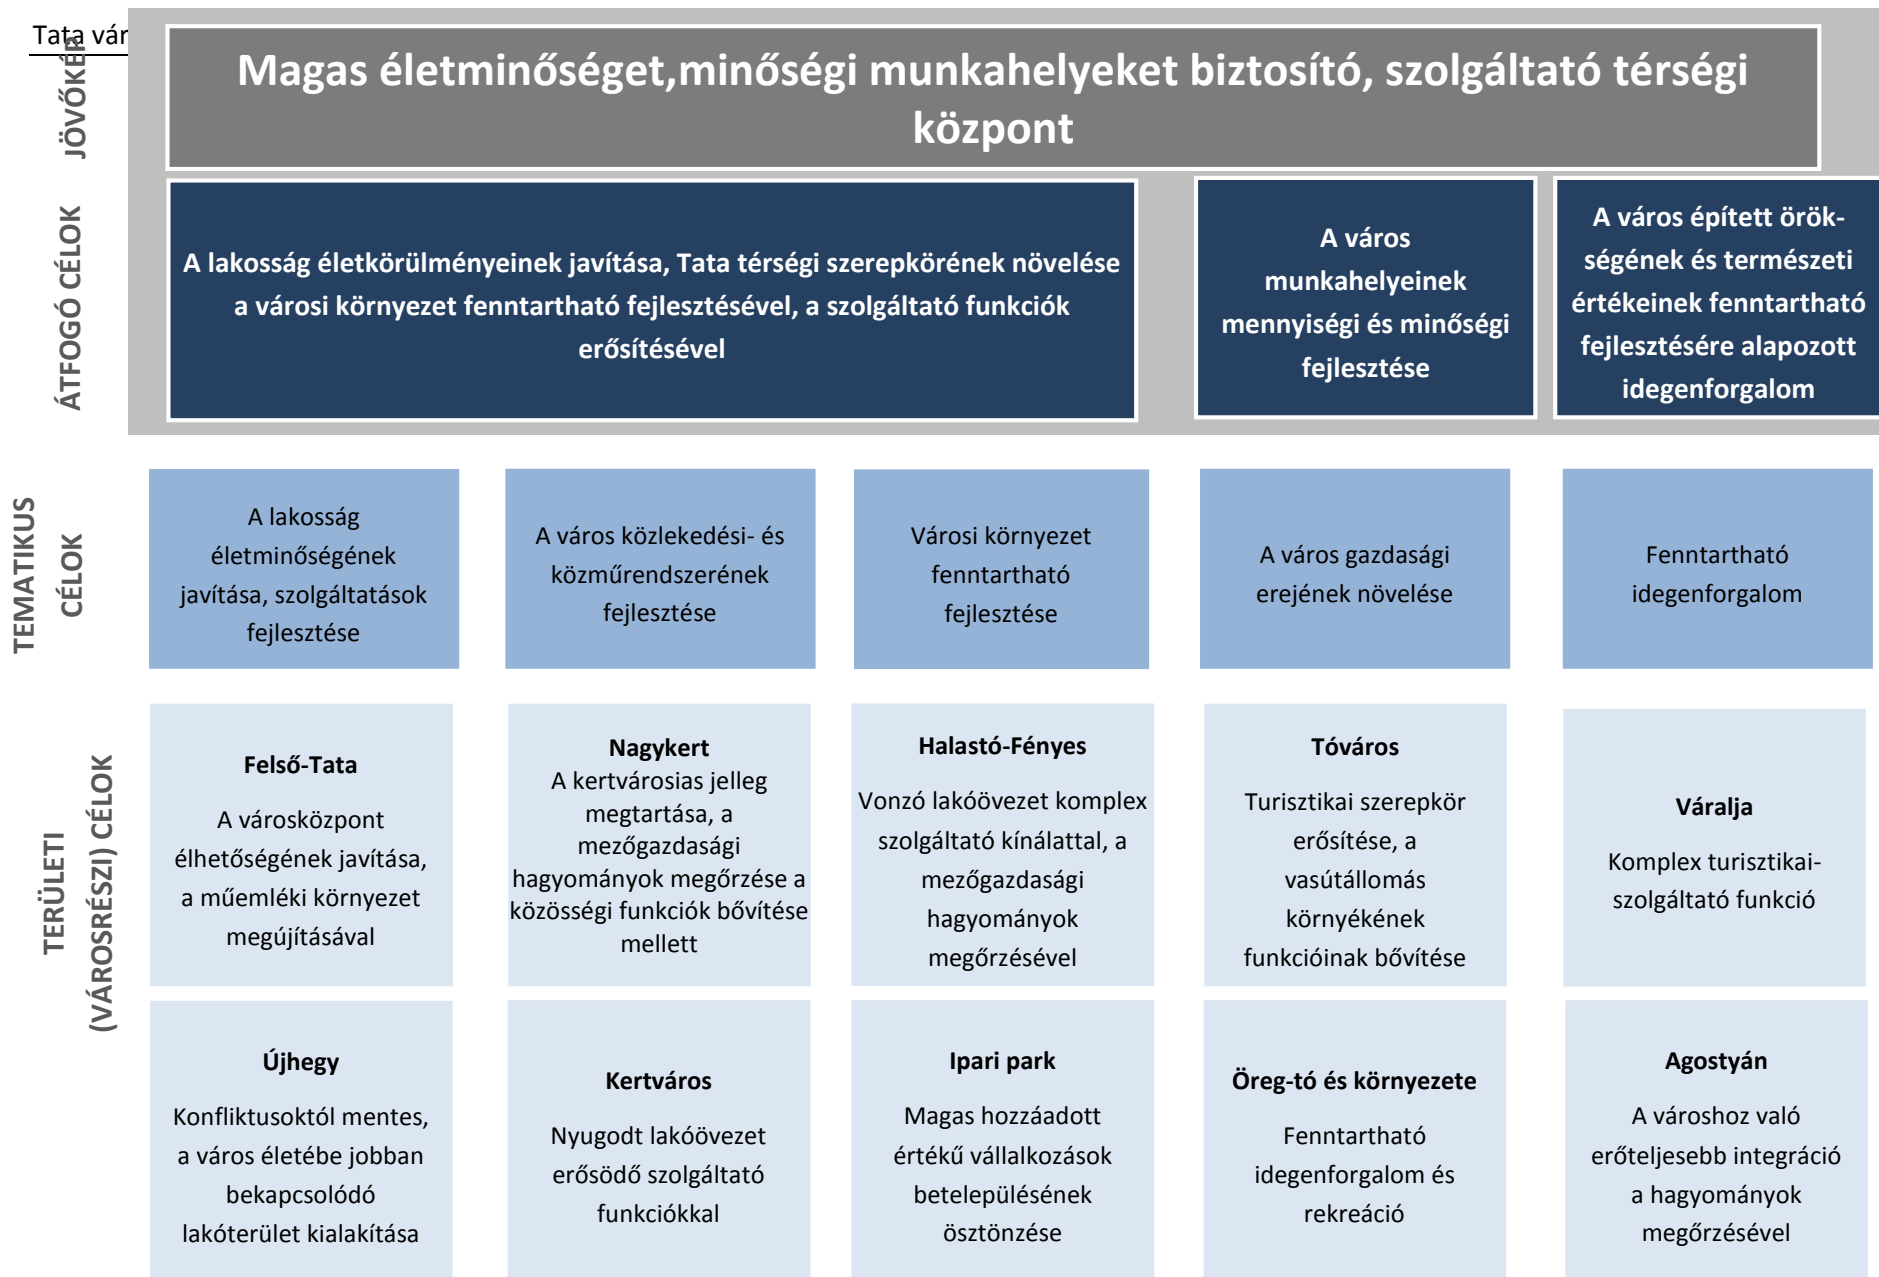 Tata vár
JÖVŐKÉP
Magas életminőséget,minőségi munkahelyeket biztosító, szolgáltató térségi
központ
ÁTFOGÓ CÉLOK
A lakosság életkörülményeinek javítása, Tata térségi szerepkörének növelése
a városi környezet fenntartható fejlesztésével, a szolgáltató funkciók
erősítésével
A város
munkahelyeinek
mennyiségi és minőségi
fejlesztése
A város épített örök-
ségének és természeti
értékeinek fenntartható
fejlesztésére alapozott
idegenforgalom
TEMATIKUS
CÉLOK
A lakosság
életminőségének
javítása, szolgáltatások
fejlesztése
A város közlekedési- és
közműrendszerének
fejlesztése
Városi környezet
fenntartható
fejlesztése
A város gazdasági
erejének növelése
Fenntartható
idegenforgalom
TERÜLETI
(VÁROSRÉSZI) CÉLOK
Felső-Tata
A városközpont
élhetőségének javítása,
a műemléki környezet
megújításával
Nagykert
A kertvárosias jelleg
megtartása, a
mezőgazdasági
hagyományok megőrzése a
közösségi funkciók bővítése
mellett
Halastó-Fényes
Vonzó lakóövezet komplex
szolgáltató kínálattal, a
mezőgazdasági
hagyományok
megőrzésével
Tóváros
Turisztikai szerepkör
erősítése, a
vasútállomás
környékének
funkcióinak bővítése
Váralja
Komplex turisztikai-
szolgáltató funkció
Újhegy
Konfliktusoktól mentes,
a város életébe jobban
bekapcsolódó
lakóterület kialakítása
Kertváros
Nyugodt lakóövezet
erősödő szolgáltató
funkciókkal
Ipari park
Magas hozzáadott
értékű vállalkozások
betelepülésének
ösztönzése
Öreg-tó és környezete
Fenntartható
idegenforgalom és
rekreáció
Agostyán
A városhoz való
erőteljesebb integráció
a hagyományok
megőrzésével